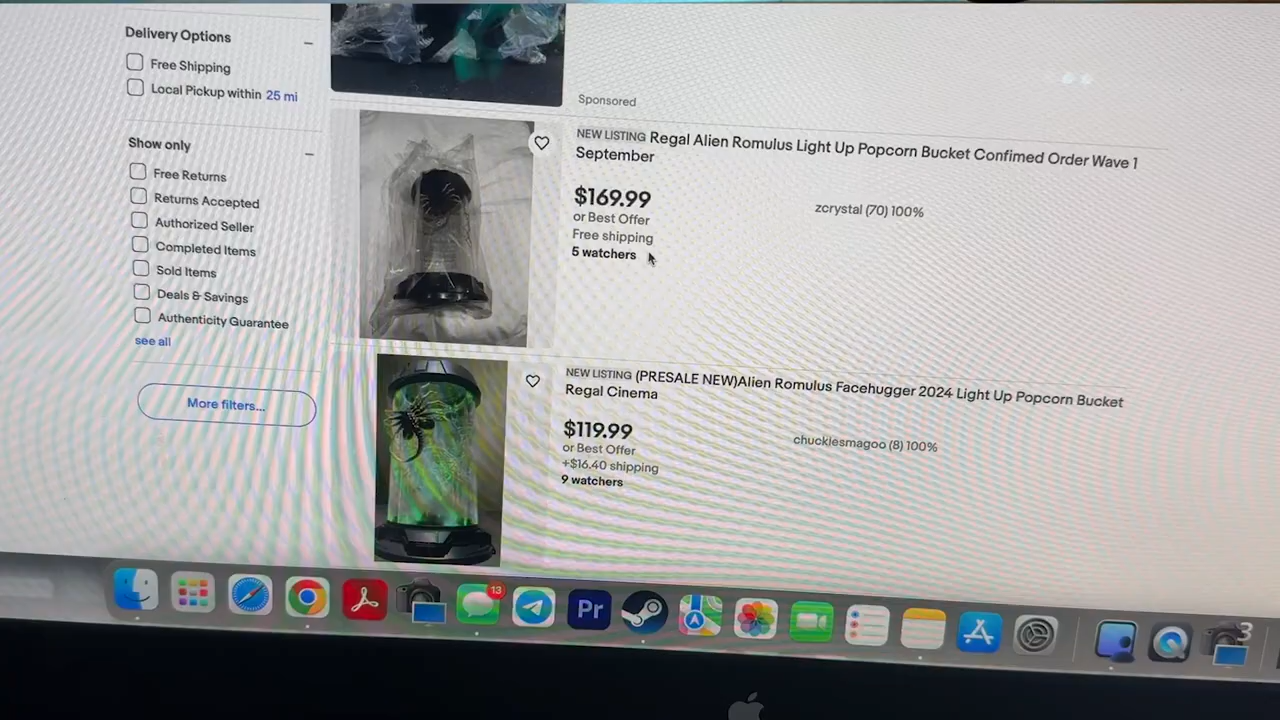 Delivery Options
Free Shipping
Local Pickup within 25 mi
Show only
Free Returns
Returns Accepted
Authorized Seller
Completed Items
Sold Items
Deals & Savings
Authenticity Guarantee
see all
More filters...
Sponsored
NEW LISTING Regal Alien Romulus Light Up Popcorn Bucket Confimed Order Wave 1
September
$169.99
or Best Offer
Free shipping
5 watchers
zcrystal (70) 100%
NEW LISTING (PRESALE NEW)Alien Romulus Facehugger 2024 Light Up Popcorn Bucket
Regal Cinema
$119.99
or Best Offer
+$16.40 shipping
9 watchers
chucklesmagoo (8) 100%
13
Pr
3